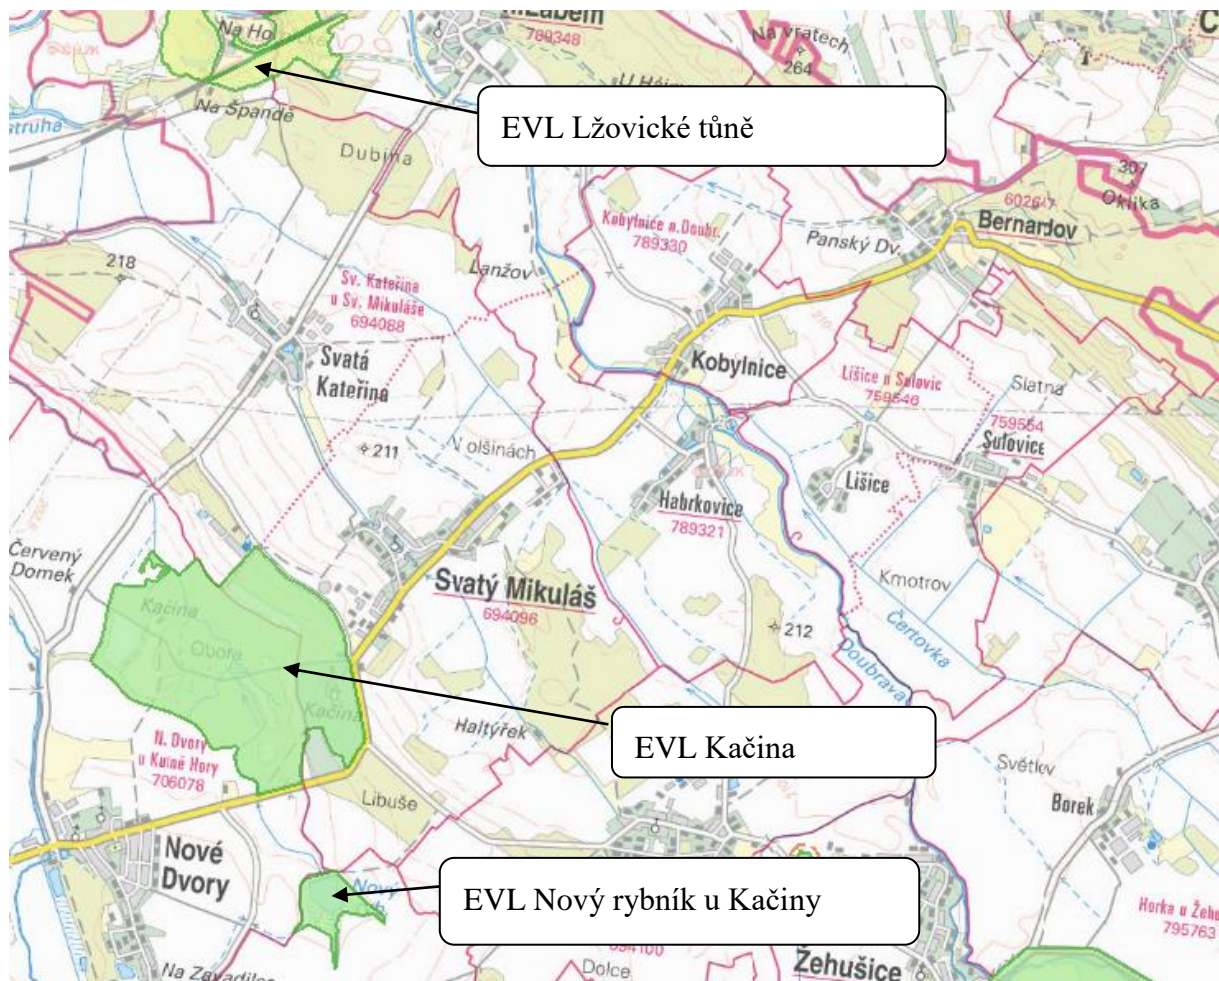 Na Ho
789348
Na Vratech
264
Na Špandě
EVL Lžovické tůně
Dubina
307
Oklika
Kobylnice n.Doubr.
789330
Panský Dv.
Bernardov
218
Lanžov
Sv. Kateřina
u Sv. Mikuláše
694088
Svatá
Kateřina
Kobylnice
Lišice u Sulovic
759546
Slatna
759554
Sulovice
211
V olšinách
Lišice
Habrkovice
789321
Červený
Domek
Kačina
Svatý Mikuláš
694096
Kmotrov
Obora
212
Čertovka
Doubrava
Kačina
Haltýřek
EVL Kačina
N. Dvory
u Kutné Hory
706078
Světlov
Borek
Libuše
Nové
Dvory
Nový
EVL Nový rybník u Kačiny
Horka u Žehu
795763
Na Zavadilce
Dolce
Žehušice